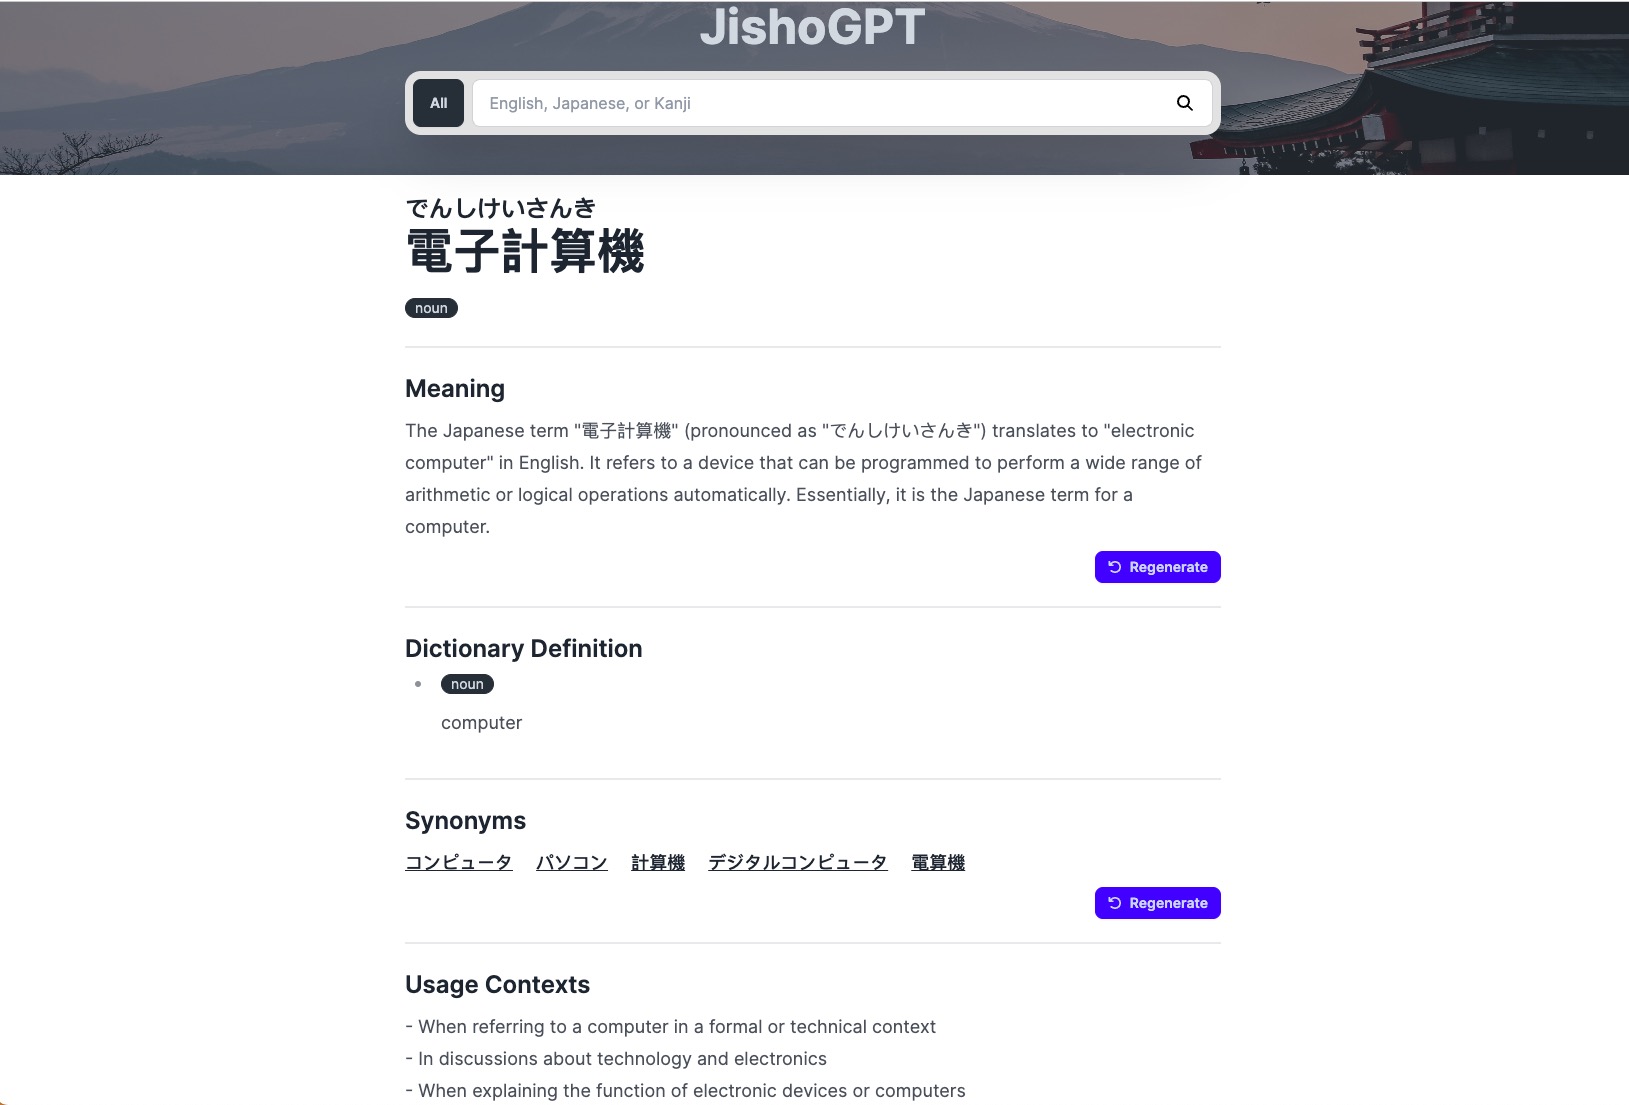 JishoGPT
All
English, Japanese, or Kanji
でんしけいさんき
電子計算機
noun
Meaning
The Japanese term "電子計算機" (pronounced as "でんしけいさんき") translates to "electronic
computer" in English. It refers to a device that can be programmed to perform a wide range of
arithmetic or logical operations automatically. Essentially, it is the Japanese term for a
computer.
Regenerate
Dictionary Definition
noun
computer
Synonyms
コンピュータ パソコン 計算機 デジタルコンピュータ 電算機
Regenerate
Usage Contexts
- When referring to a computer in a formal or technical context
- In discussions about technology and electronics
- When explaining the function of electronic devices or computers